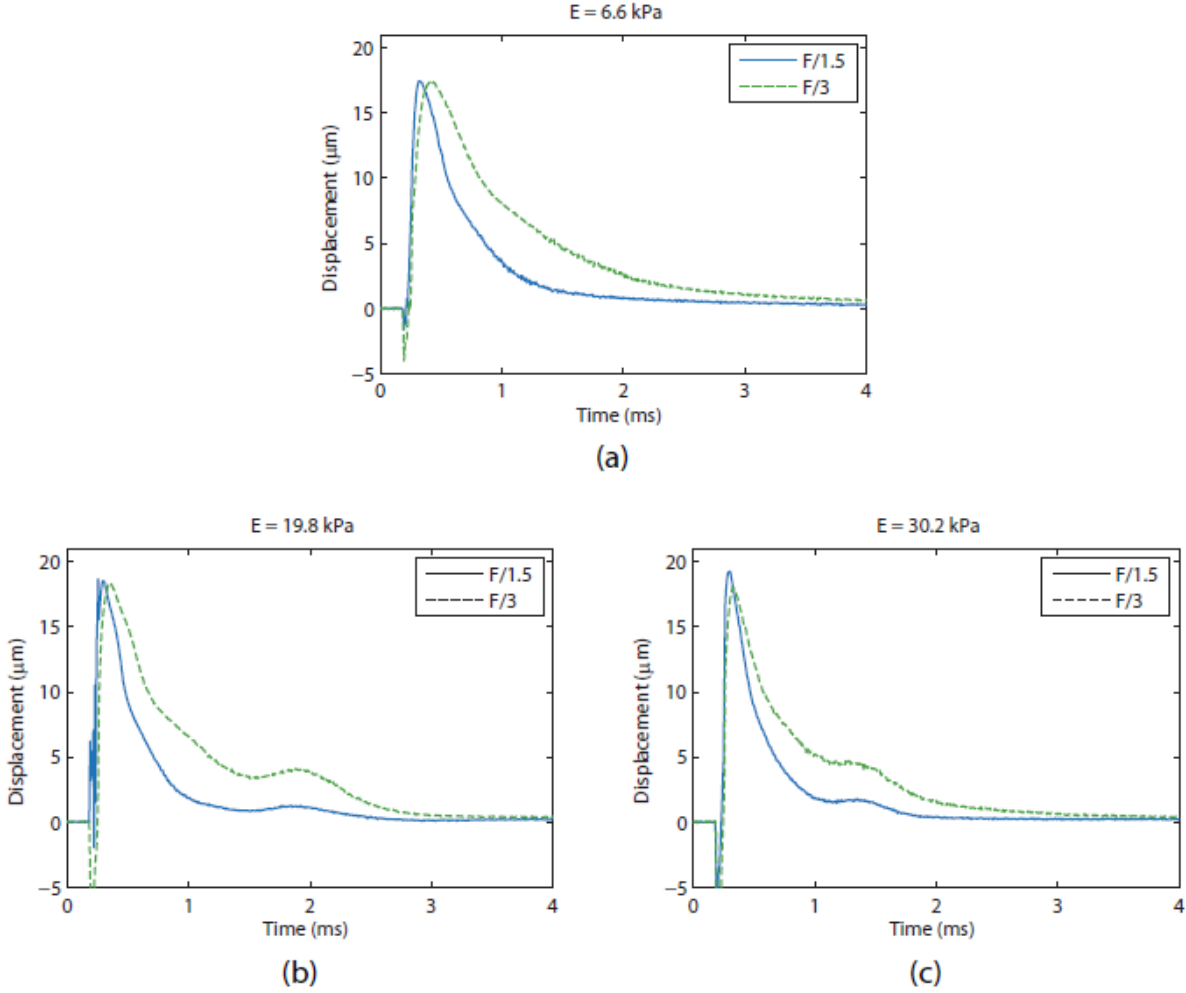 E = 6.6 kPa
20
15
10
5
0
−5
Displacement (μm)
F/1.5
F/3
0 1 2 3 4
Time (ms)
(a)
E = 19.8 kPa
20
15
10
5
0
−5
Displacement (μm)
F/1.5
F/3
0 1 2 3 4
Time (ms)
(b)
E = 30.2 kPa
20
15
10
5
0
−5
Displacement (μm)
F/1.5
F/3
0 1 2 3 4
Time (ms)
(c)